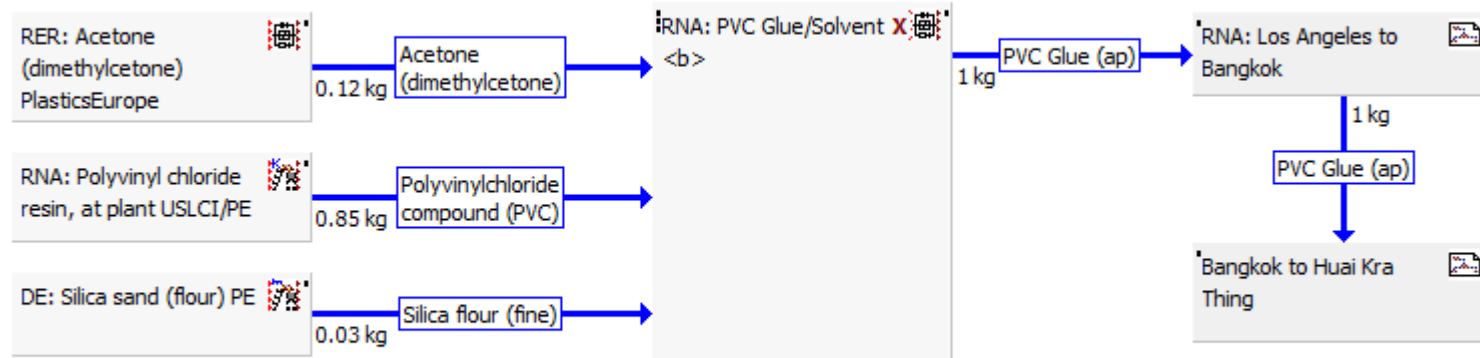 RER: Acetone
(dimethylcetone)
PlasticsEurope
0.12 kg
Acetone
(dimethylcetone)
RNA: Polyvinyl chloride
resin, at plant USLCI/PE
0.85 kg
Polyvinylchloride
compound (PVC)
DE: Silica sand (flour) PE
0.03 kg
Silica flour (fine)
RNA: PVC Glue/Solvent X
<b>
1 kg
PVC Glue (ap)
RNA: Los Angeles to
Bangkok
1 kg
PVC Glue (ap)
Bangkok to Huai Kra
Thing